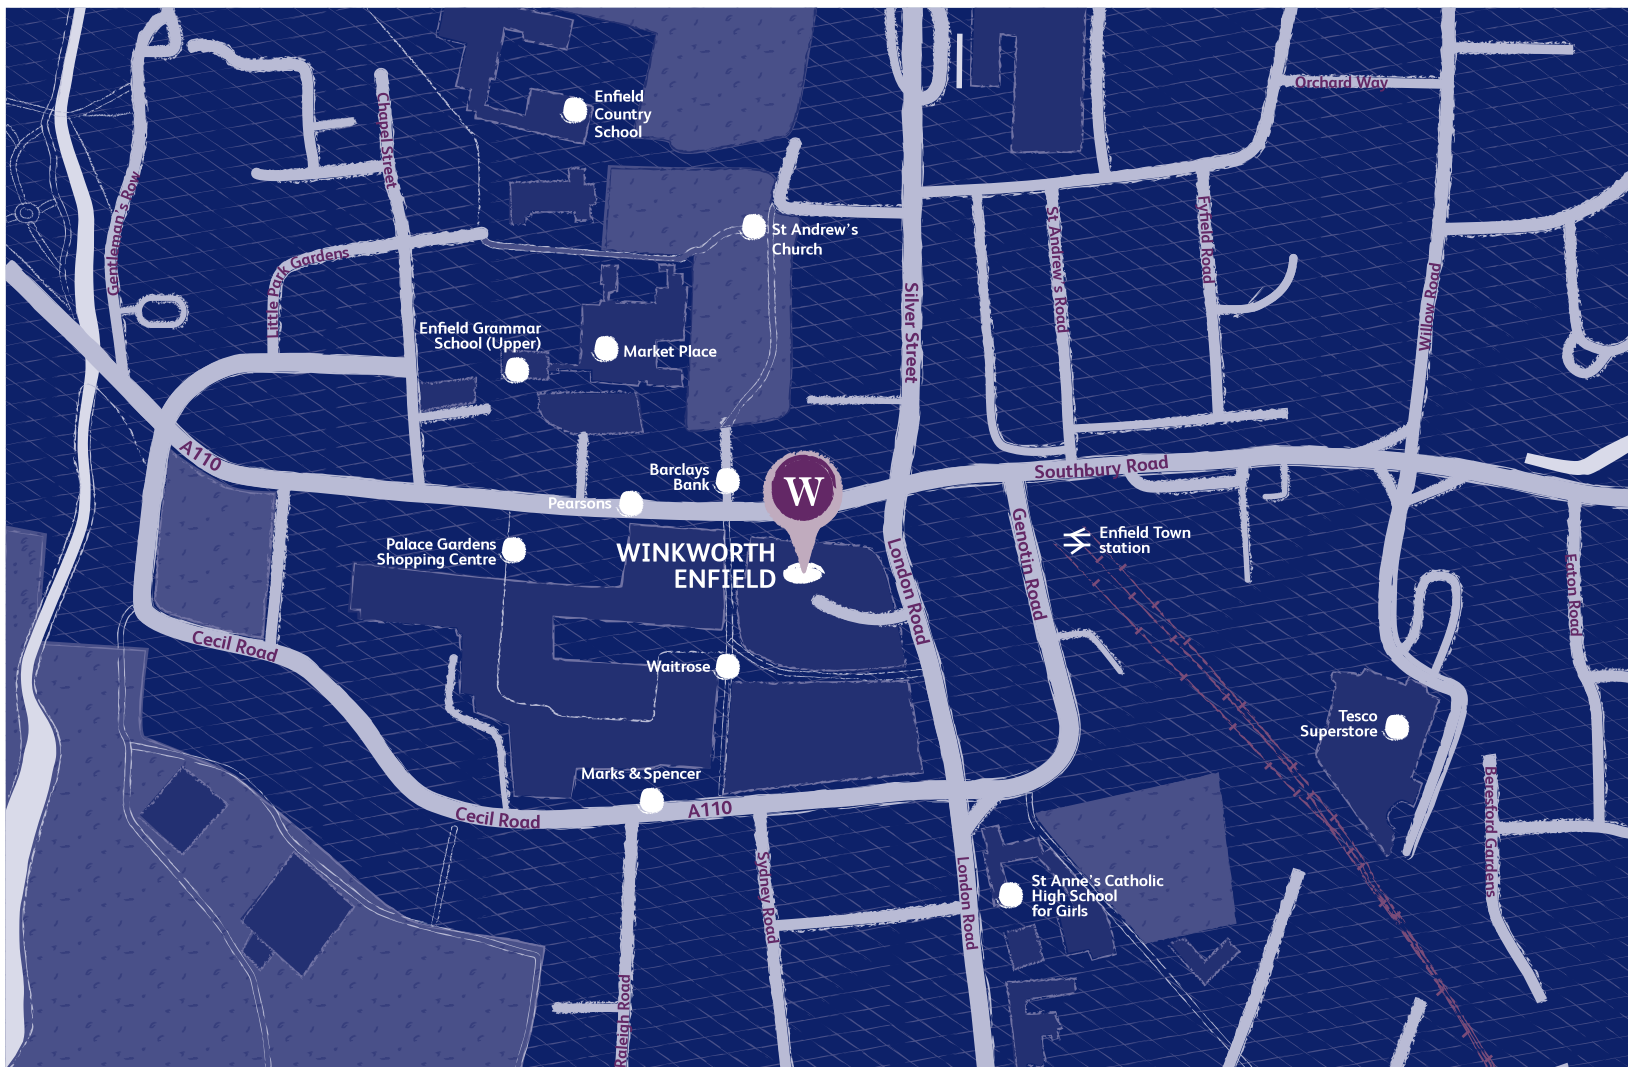 Enfield
Country
School
Orchard Way
Chapel Street
Gentleman's Row
St Andrew's
Church
St Andrew's Road
Fyfield Road
Little Park Gardens
Silver Street
Willow Road
Enfield Grammar
School (Upper)
Market Place
A110
Barclays
Bank
W
Southbury Road
Pearsons
Palace Gardens
Shopping Centre
WINKWORTH
ENFIELD
London Road
Genotin Road
Enfield Town
station
Eaton Road
Cecil Road
Waitrose
Tesco
Superstore
Marks & Spencer
Cecil Road
A110
Beresford Gardens
Sydney Road
London Road
St Anne's Catholic
High School
for Girls
Raleigh Road